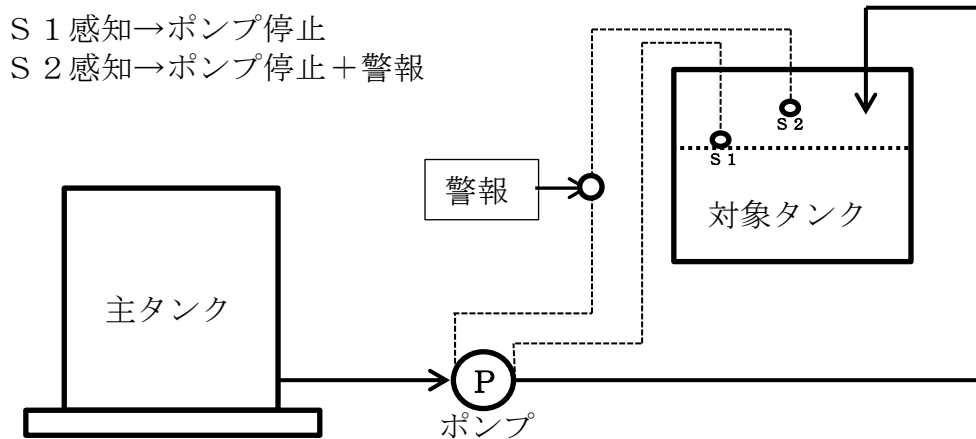 S1感知→ポンプ停止
S2感知→ポンプ停止+警報
S2
S1
警報
対象タンク
主タンク
P
ポンプ